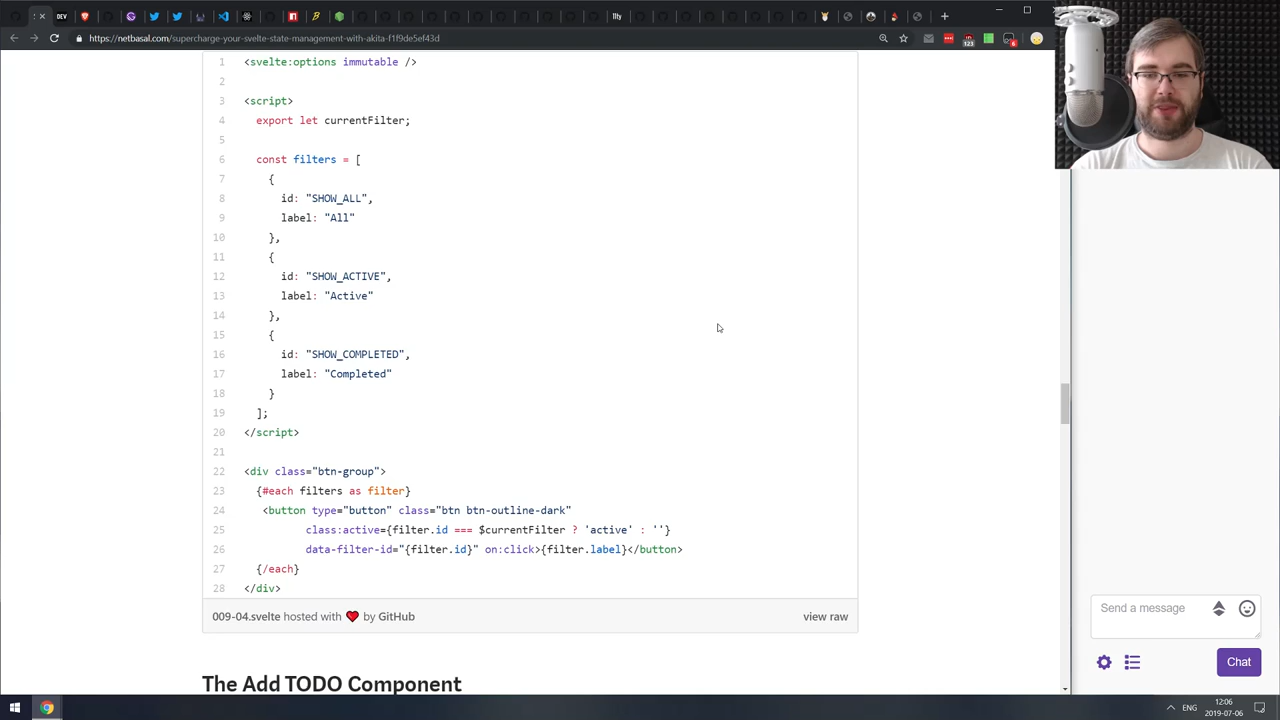 DEV
11ty
https://netbasal.com/supercharge-your-svelte-state-management-with-akita-f1f9de5ef43d
123
6
1 <svelte:options immutable />
2
3 <script>
4 export let currentFilter;
5
6 const filters = [
7 {
8 id: "SHOW_ALL",
9 label: "All"
10 },
11 {
12 id: "SHOW_ACTIVE",
13 label: "Active"
14 },
15 {
16 id: "SHOW_COMPLETED",
17 label: "Completed"
18 }
19 ];
20 </script>
21
22 <div class="btn-group">
23 {#each filters as filter}
24 <button type="button" class="btn btn-outline-dark"
25 class:active={filter.id === $currentFilter ? 'active' : ''}
26 data-filter-id="{filter.id}" on:click>{filter.label}</button>
27 {/each}
28 </div>
009-04.svelte hosted with ❤ by GitHub
view raw
The Add TODO Component
Send a message
Chat
ENG
12:06
2019-07-06